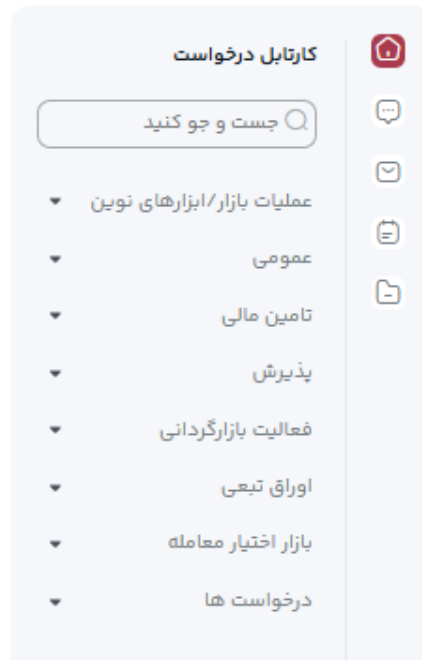 کارتابل درخواست
جست و جو کنید
عملیات بازار/ابزارهای نوین
عمومی
تامین مالی
پذیرش
فعالیت بازارگردانی
اوراق تبعی
بازار اختیار معامله
درخواست ها